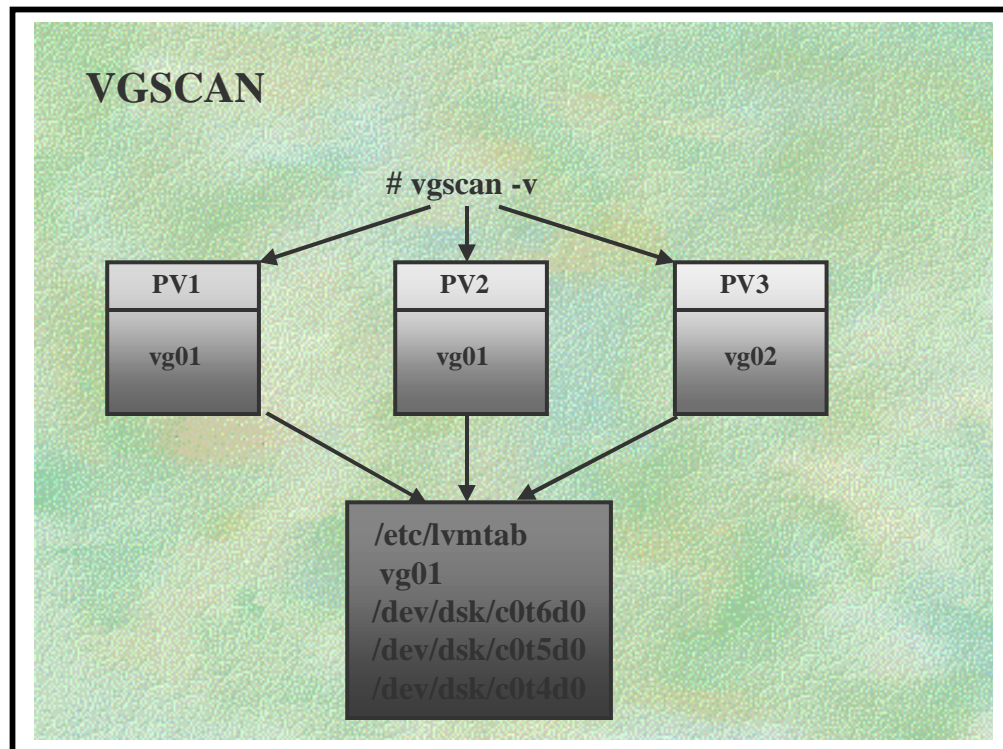 VGSCAN
# vgscan -v
PV1
PV2
PV3
vg01
vg01
vg02
/etc/lvmtab
vg01
/dev/dsk/c0t6d0
/dev/dsk/c0t5d0
/dev/dsk/c0t4d0